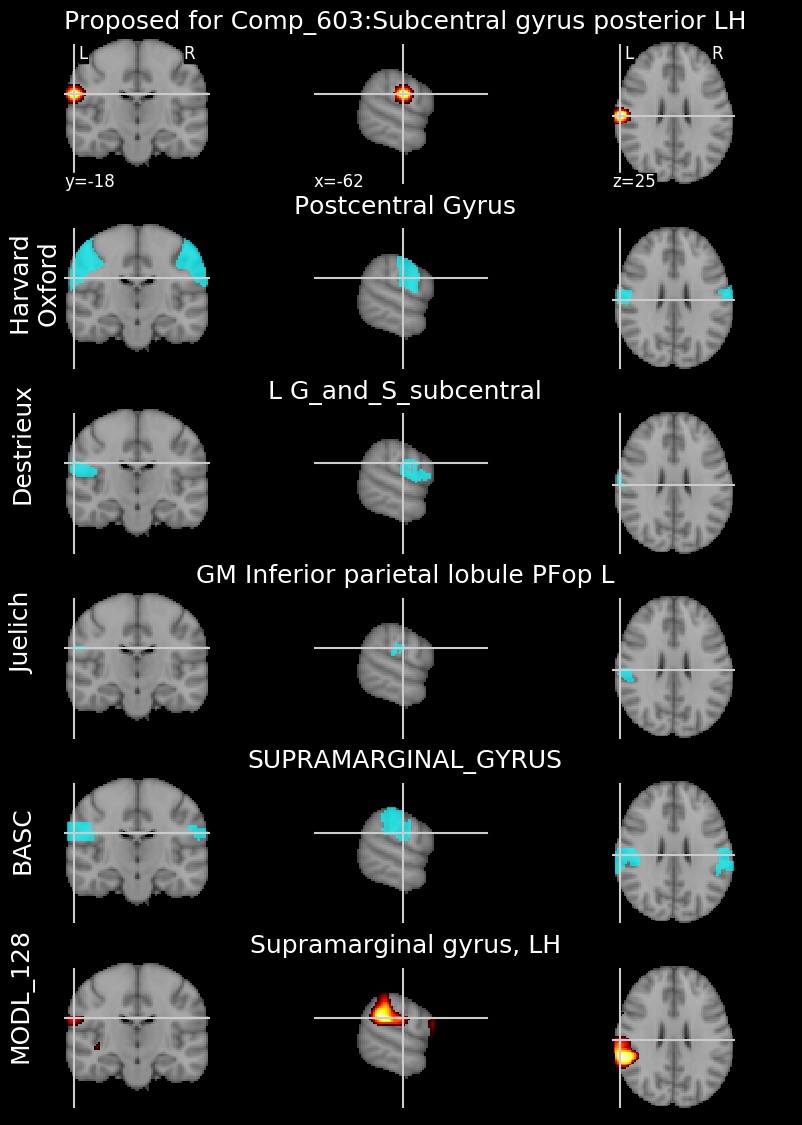 Proposed for Comp_603:Subcentral gyrus posterior LH
L R
L R
y=-18 x=-62 z=25
Postcentral Gyrus
Harvard
Oxford
L G_and_S_subcentral
Destrieux
GM Inferior parietal lobule PFop L
Juelich
SUPRAMARGINAL_GYRUS
BASC
Supramarginal gyrus, LH
MODL_128